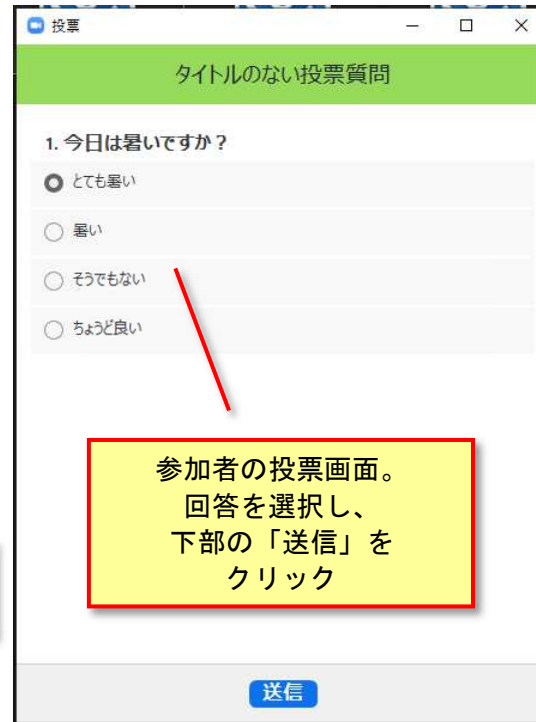 投票
タイトルのない投票質問
1. 今日は暑いですか？
とても暑い
暑い
そうでもない
ちょうど良い
参加者の投票画面。
回答を選択し、
下部の「送信」を
クリック
送信